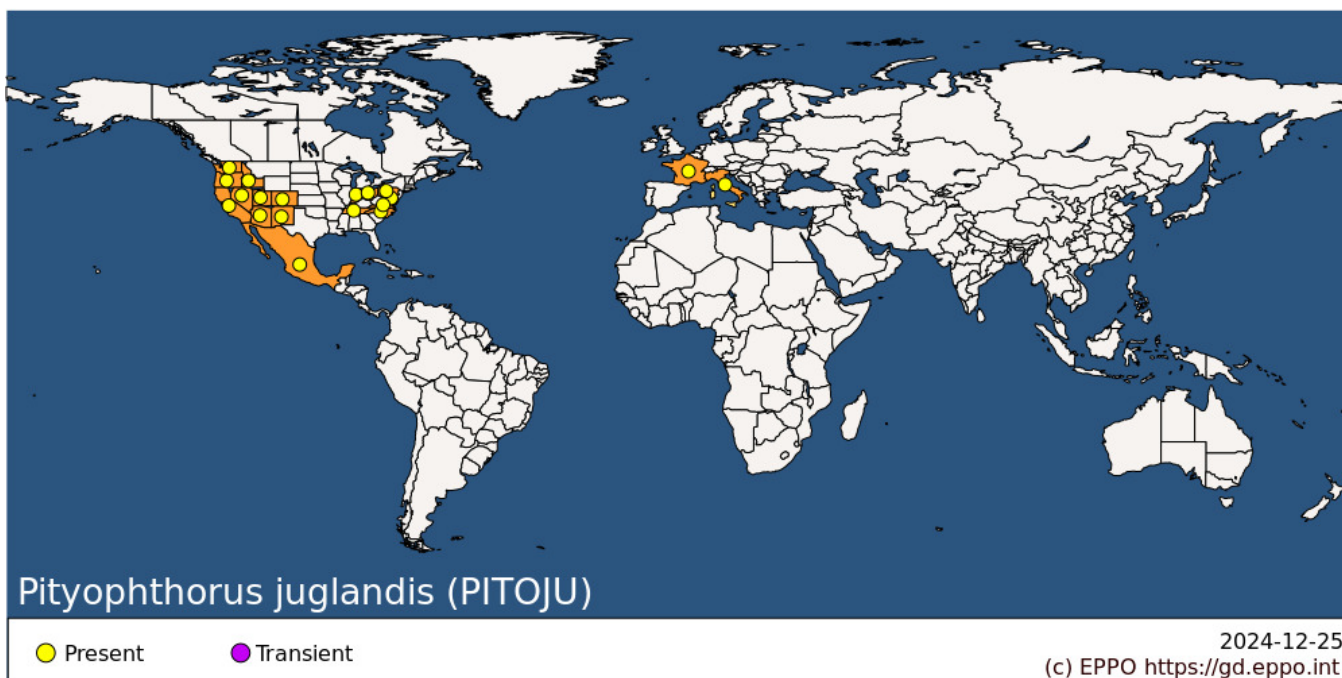 Pityophthorus juglandis (PITOJU)
Present
Transient
2024-12-25
(c) EPPO https://gd.eppo.int